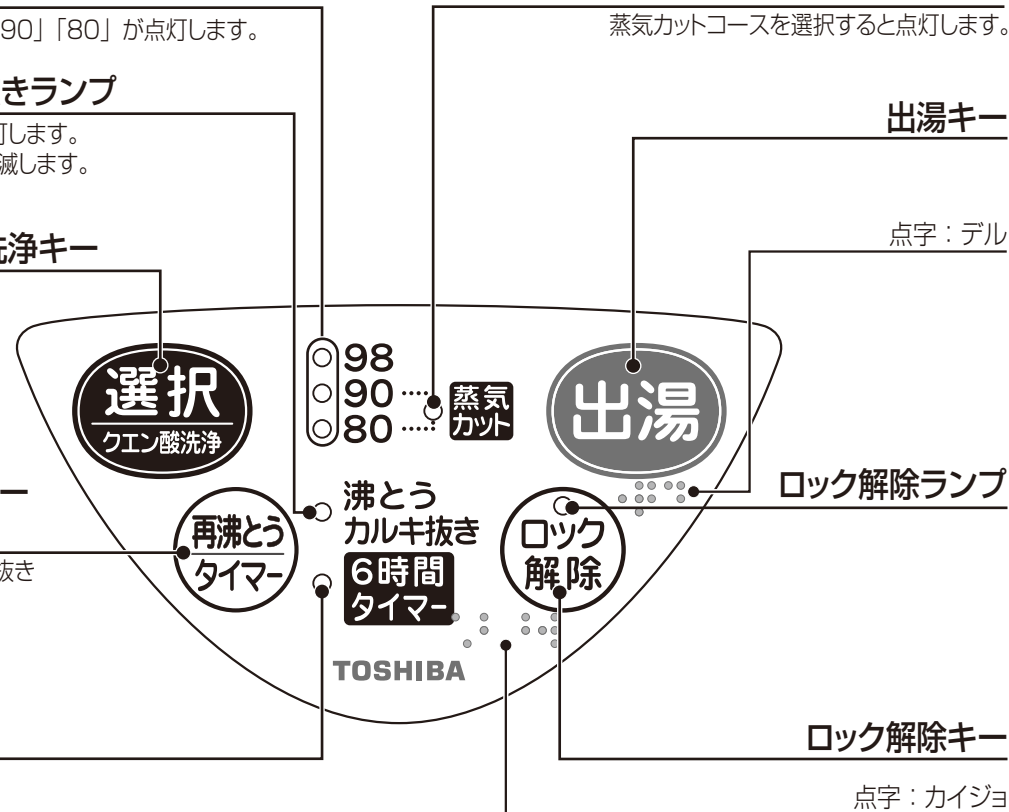 90」「80」が点灯します。
蒸気カットコースを選択すると点灯します。
きランプ
灯します。
滅します。
出湯キー
洗浄キー
点字：デル
選択
クエン酸洗浄
98
90
80
蒸気
カット
出湯
ー
ロック解除ランプ
抜き
再沸とう
タイマー
沸とう
カルキ抜き
6時間
タイマー
ロック
解除
TOSHIBA
ロック解除キー
点字：カイジョ